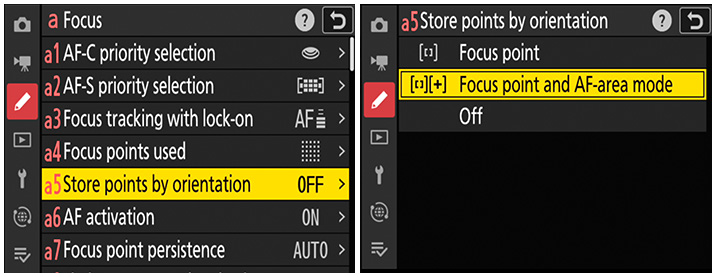 a Focus ?
a1 AF-C priority selection
a2 AF-S priority selection
a3 Focus tracking with lock-on AF
a4 Focus points used
a5 Store points by orientation OFF
a6 AF activation ON
a7 Focus point persistence AUTO
a5 Store points by orientation ?
Focus point
Focus point and AF-area mode
Off